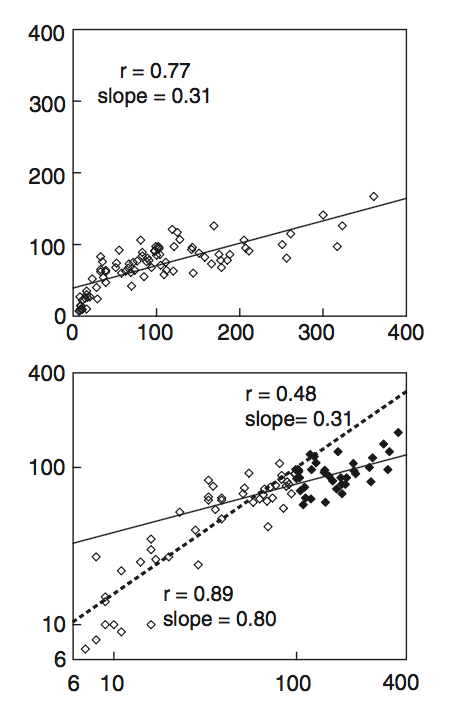 400
r = 0.77
slope = 0.31
300
200
100
0
0 100 200 300 400
400
r = 0.48
slope= 0.31
100
r = 0.89
slope = 0.80
10
6
6 10 100 400